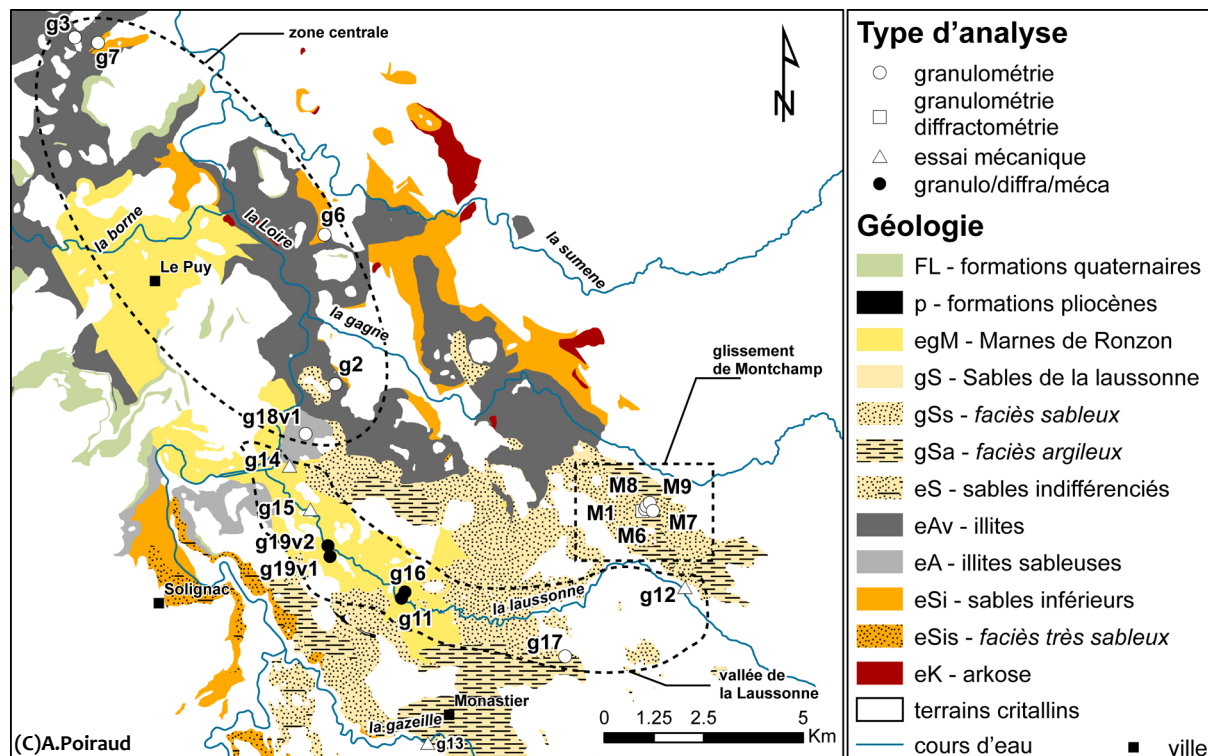 g3
g7
zone centrale
N
g6
la borne
la Loire
la sumene
Le Puy
la gagne
glissement
de Montchamp
g2
g18v1
g14
M8
M9
M1
M7
M6
g15
g19v2
g19v1
g16
g11
la laussonne
g12
Solignac
g17
vallée de
la Laussonne
Monastier
la gazeille
g13
0 1.25 2.5 5
Km
(C)A.Poiraud
Type d'analyse
granulométrie
granulométrie
diffractométrie
essai mécanique
granulo/diffra/méca
Géologie
FL - formations quaternaires
p - formations pliocènes
egM - Marnes de Ronzon
gS - Sables de la laussonne
gSs - faciès sableux
gSa - faciès argileux
eS - sables indifférenciés
eAv - illites
eA - illites sableuses
eSi - sables inférieurs
eSis - faciès très sableux
eK - arkose
terrains critallins
cours d'eau
ville